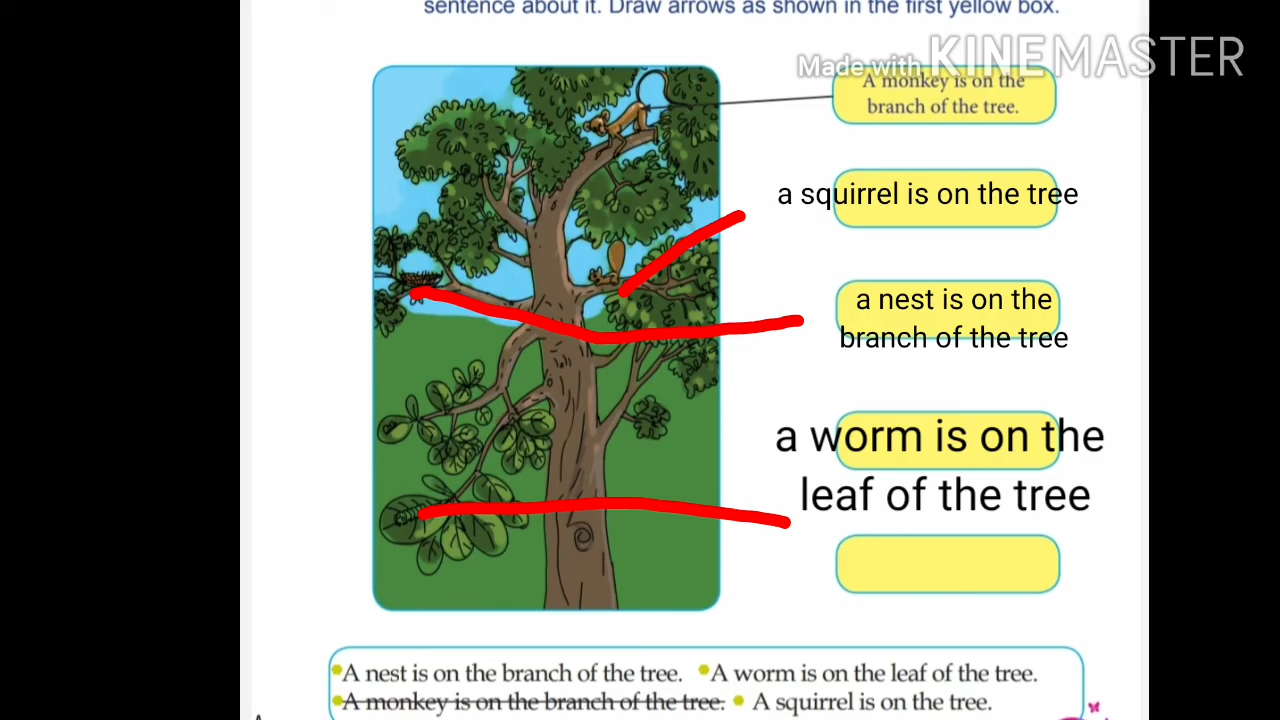 sentence about it. Draw arrows as shown in the first yellow box.
Made with KINEMASTER
A monkey is on the
branch of the tree.
a squirrel is on the tree
a nest is on the
branch of the tree
a worm is on the
leaf of the tree
A nest is on the branch of the tree. A worm is on the leaf of the tree.
A monkey is on the branch of the tree. A squirrel is on the tree.